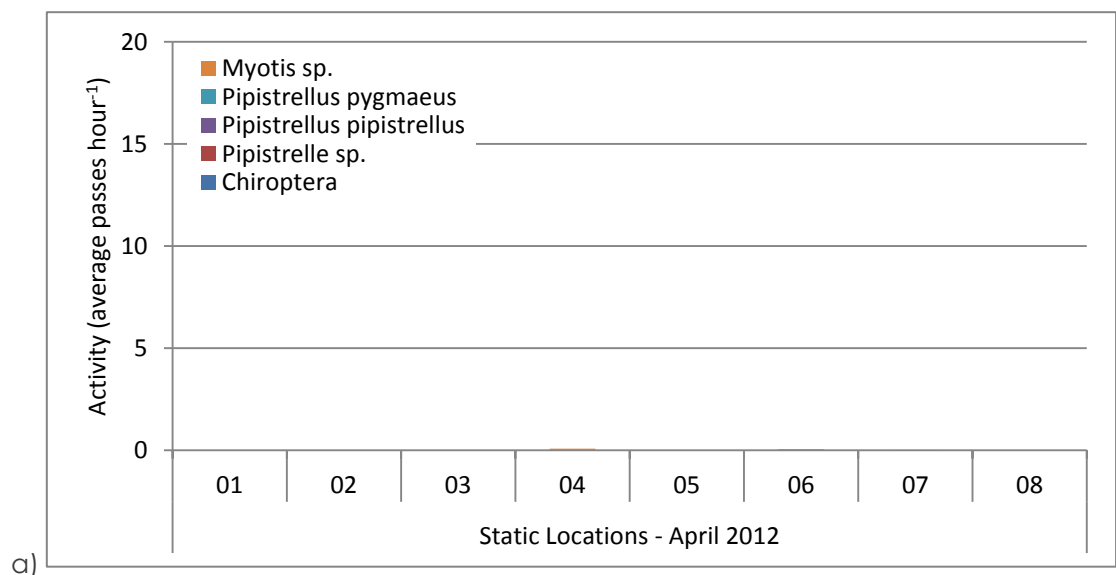 20
15
10
5
0
Activity (average passes hour⁻¹)
Myotis sp.
Pipistrellus pygmaeus
Pipistrellus pipistrellus
Pipistrelle sp.
Chiroptera
01 02 03 04 05 06 07 08
Static Locations - April 2012
a)